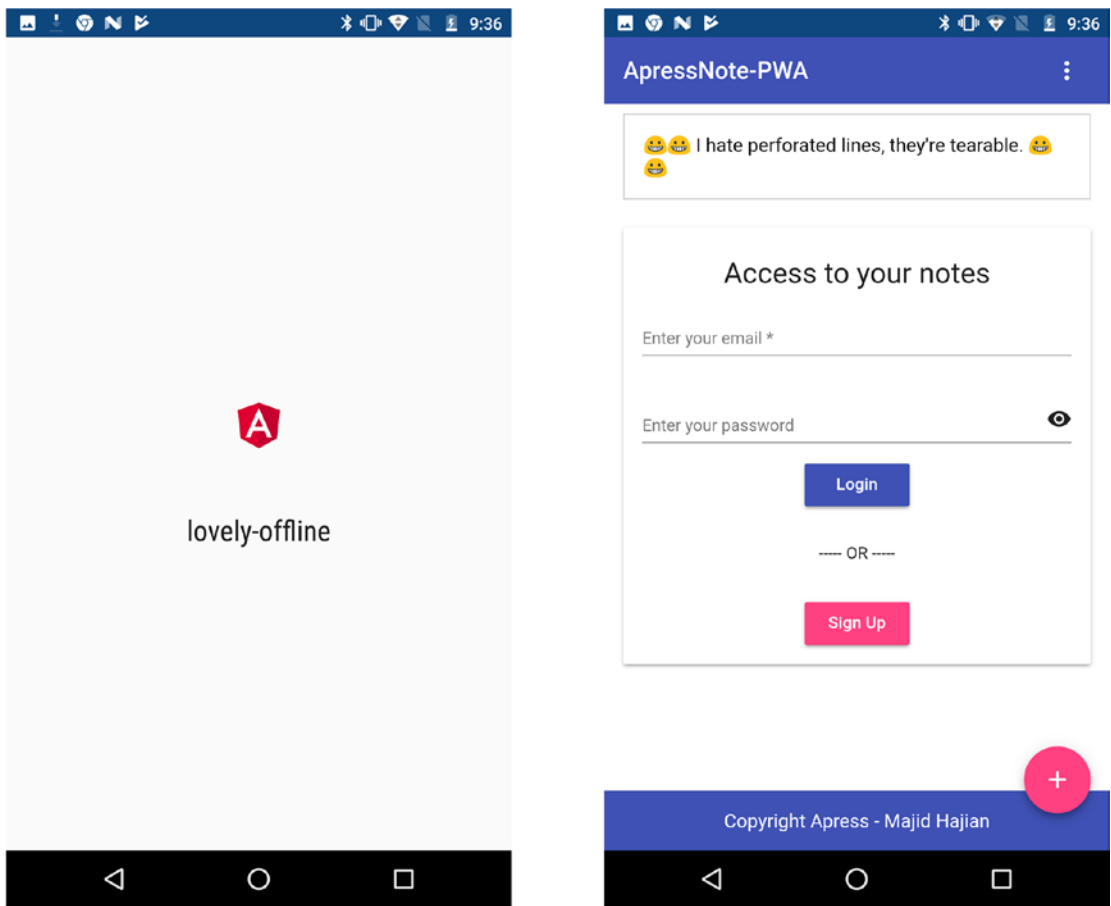 9:36
A
lovely-offline
9:36
ApressNote-PWA
😀😀 I hate perforated lines, they're tearable. 😀
😀
Access to your notes
Enter your email *
Enter your password
Login
----- OR -----
Sign Up
+
Copyright Apress - Majid Hajian